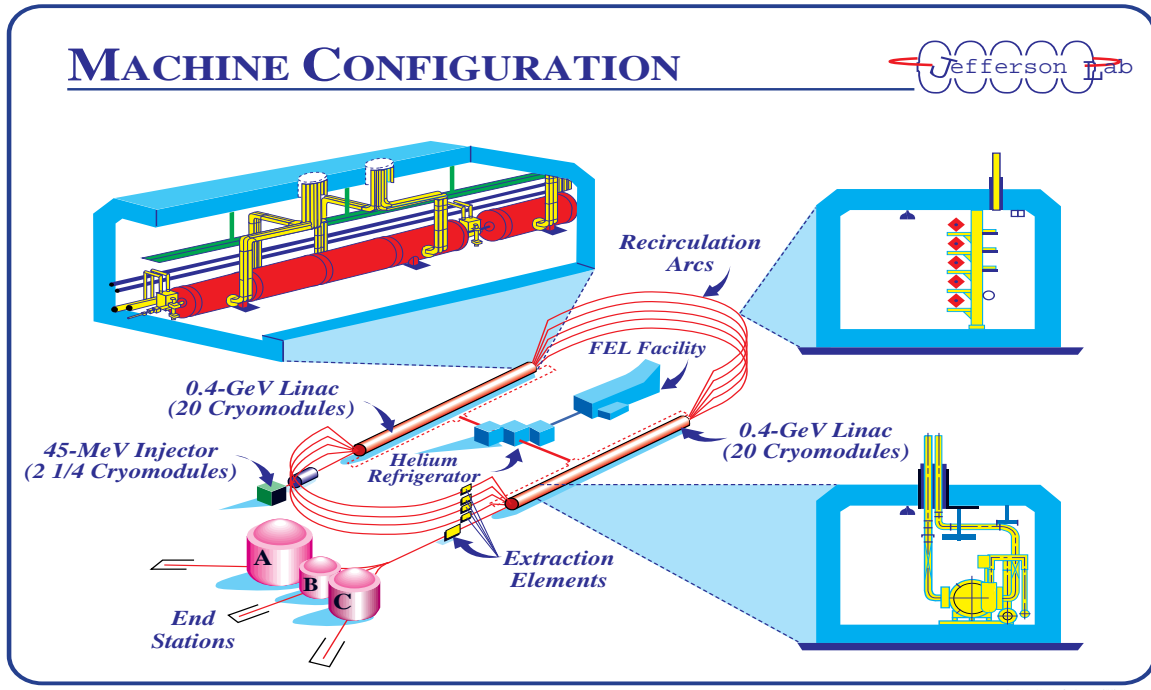 MACHINE CONFIGURATION
Jefferson Lab
Recirculation
Arcs
FEL Facility
0.4-GeV Linac
(20 Cryomodules)
0.4-GeV Linac
(20 Cryomodules)
45-MeV Injector
(2 1/4 Cryomodules)
Helium
Refrigerator
Extraction
Elements
A
B
C
End
Stations